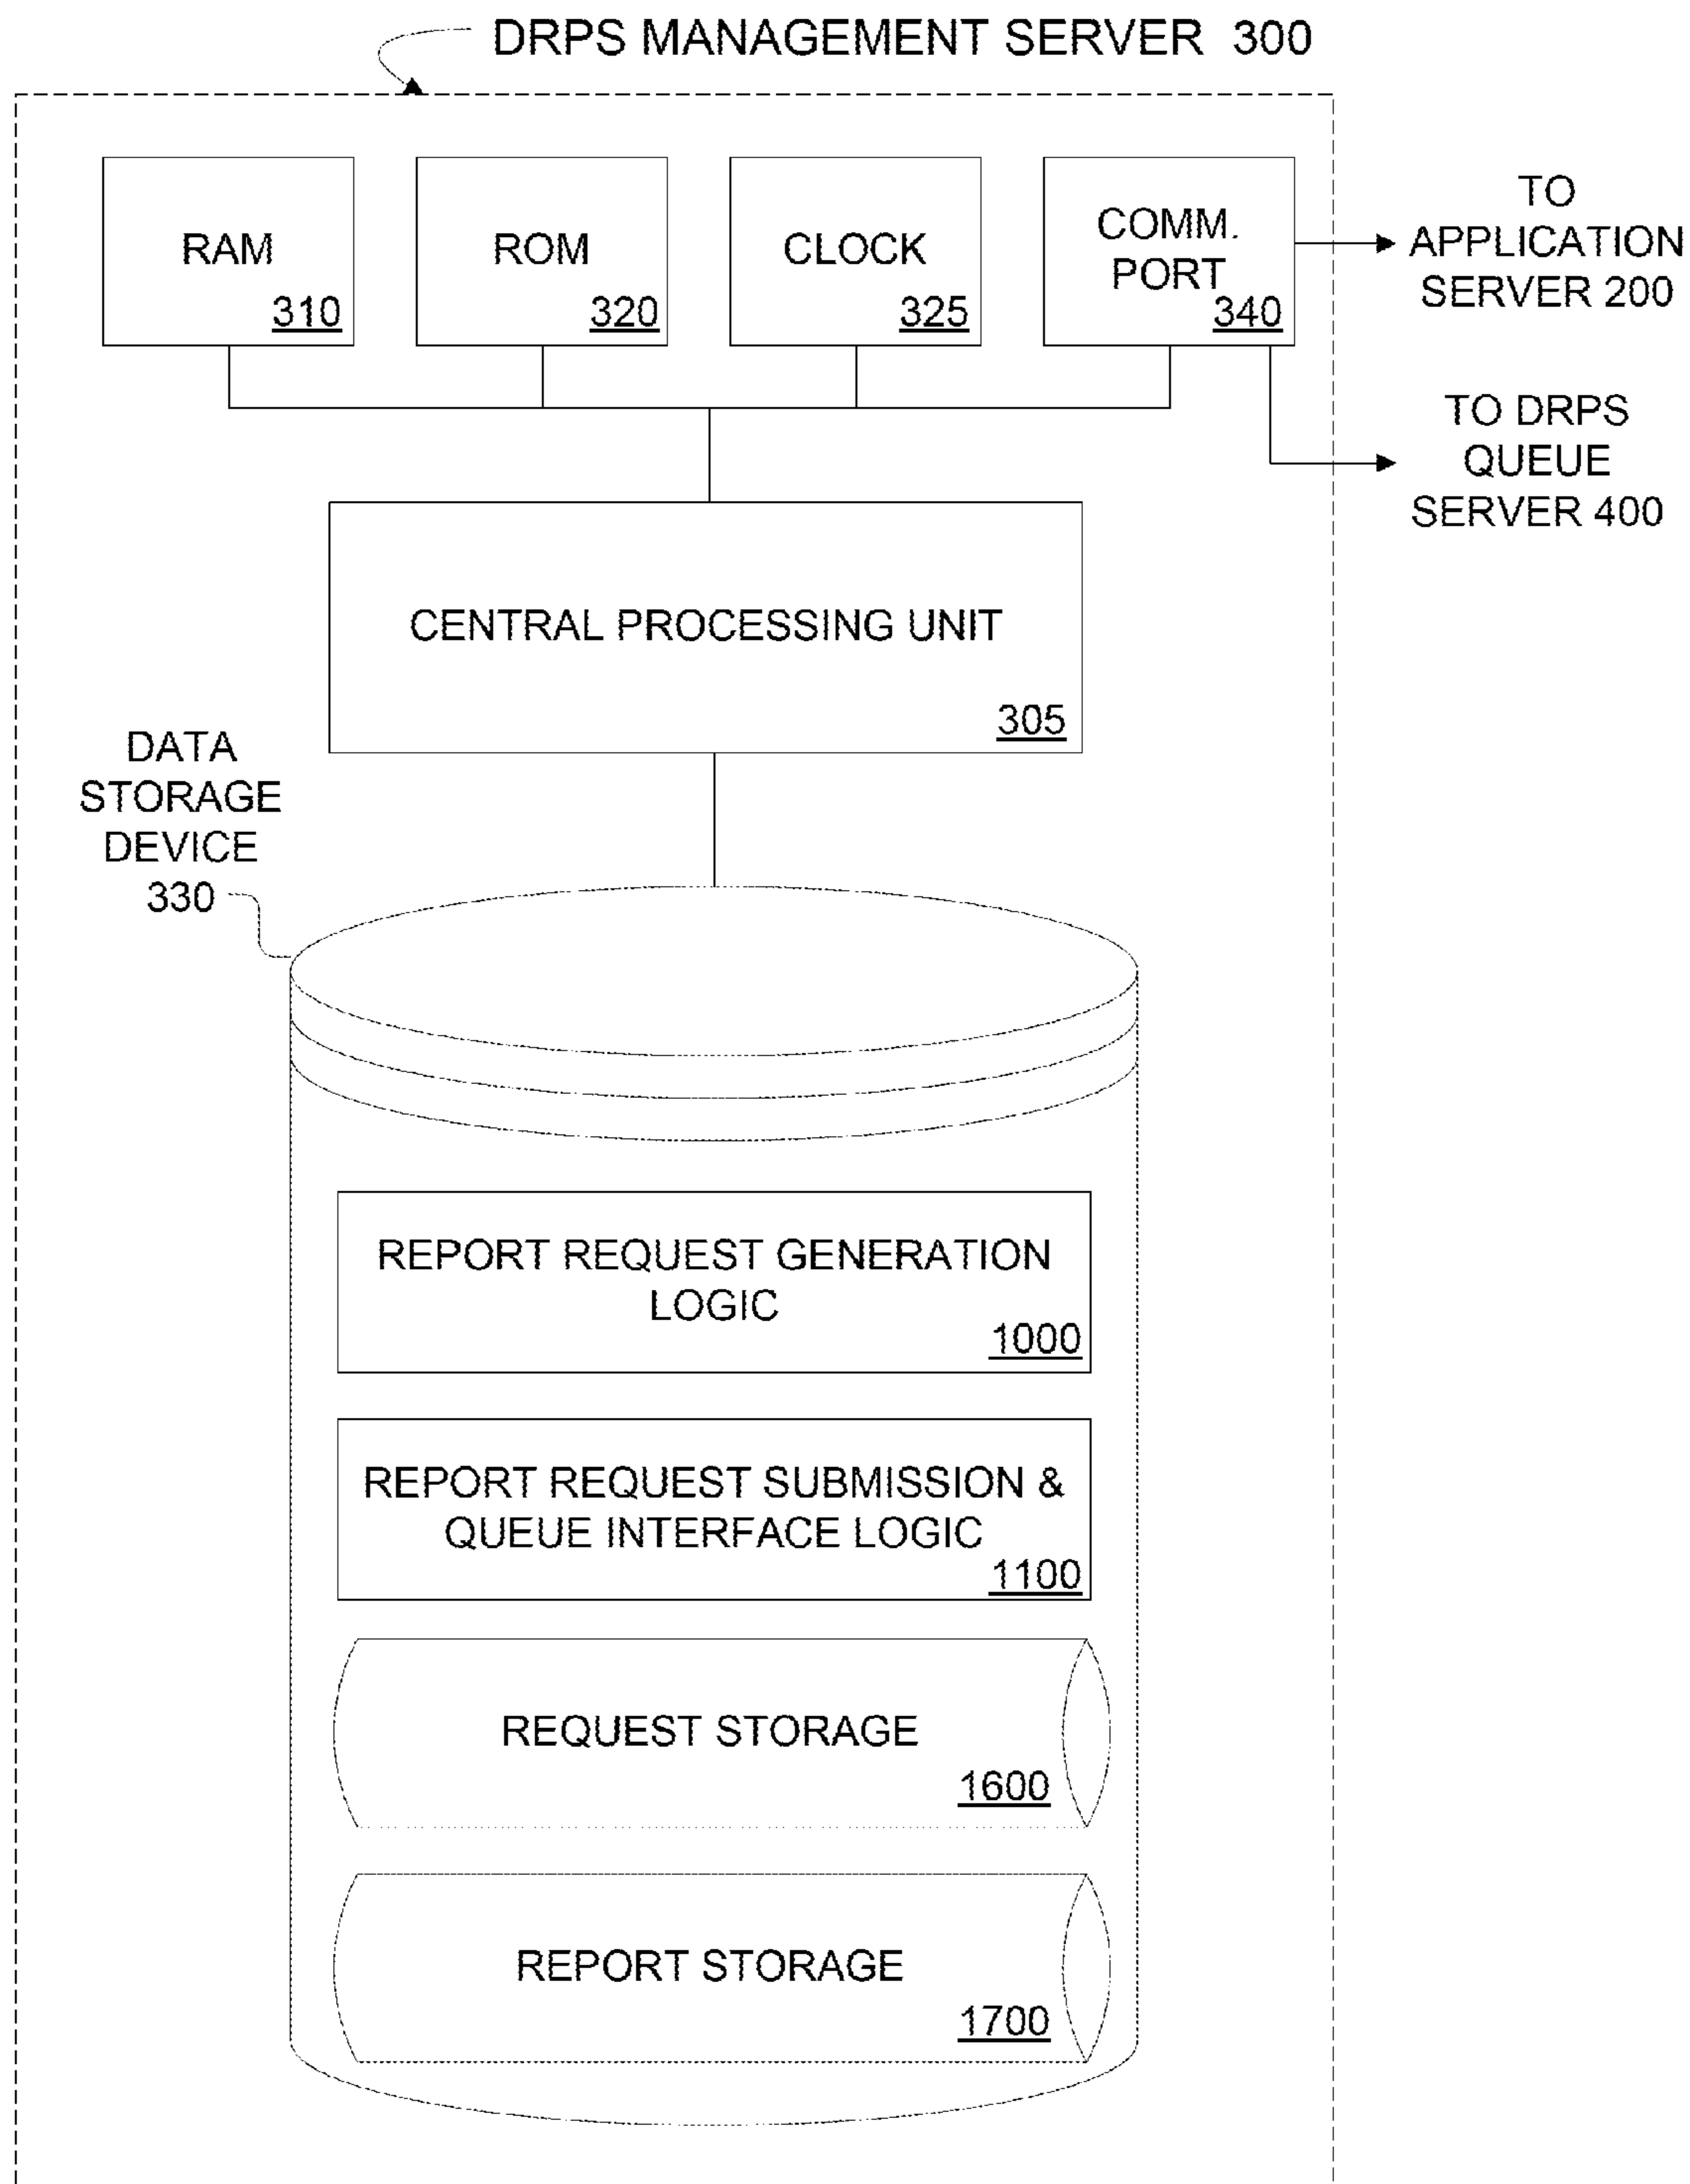 DRPS MANAGEMENT SERVER 300
RAM
310
ROM
320
CLOCK
325
COMM.
PORT
340
TO
APPLICATION
SERVER 200
TO DRPS
QUEUE
SERVER 400
CENTRAL PROCESSING UNIT
305
DATA
STORAGE
DEVICE
330
REPORT REQUEST GENERATION
LOGIC
1000
REPORT REQUEST SUBMISSION &
QUEUE INTERFACE LOGIC
1100
REQUEST STORAGE
1600
REPORT STORAGE
1700